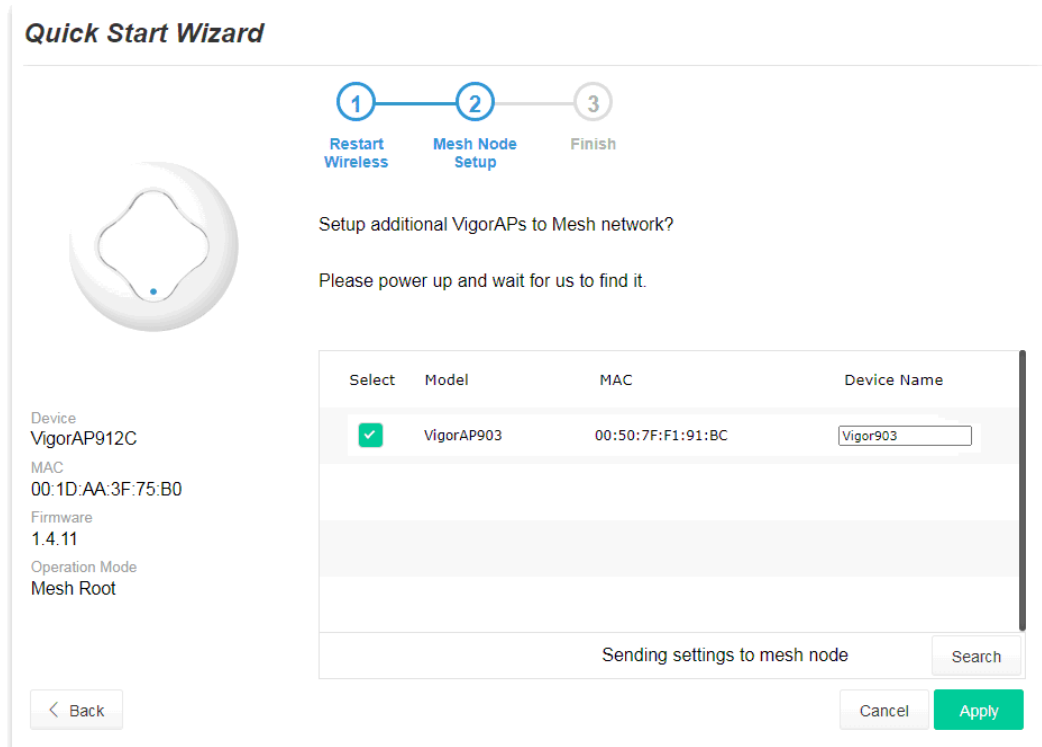 Quick Start Wizard
1
2
3
Restart Wireless
Mesh Node Setup
Finish
Setup additional VigorAPs to Mesh network?
Please power up and wait for us to find it.
Select Model MAC Device Name
VigorAP903 00:50:7F:F1:91:BC Vigor903
Device
VigorAP912C
MAC
00:1D:AA:3F:75:B0
Firmware
1.4.11
Operation Mode
Mesh Root
Sending settings to mesh node Search
Back Cancel Apply